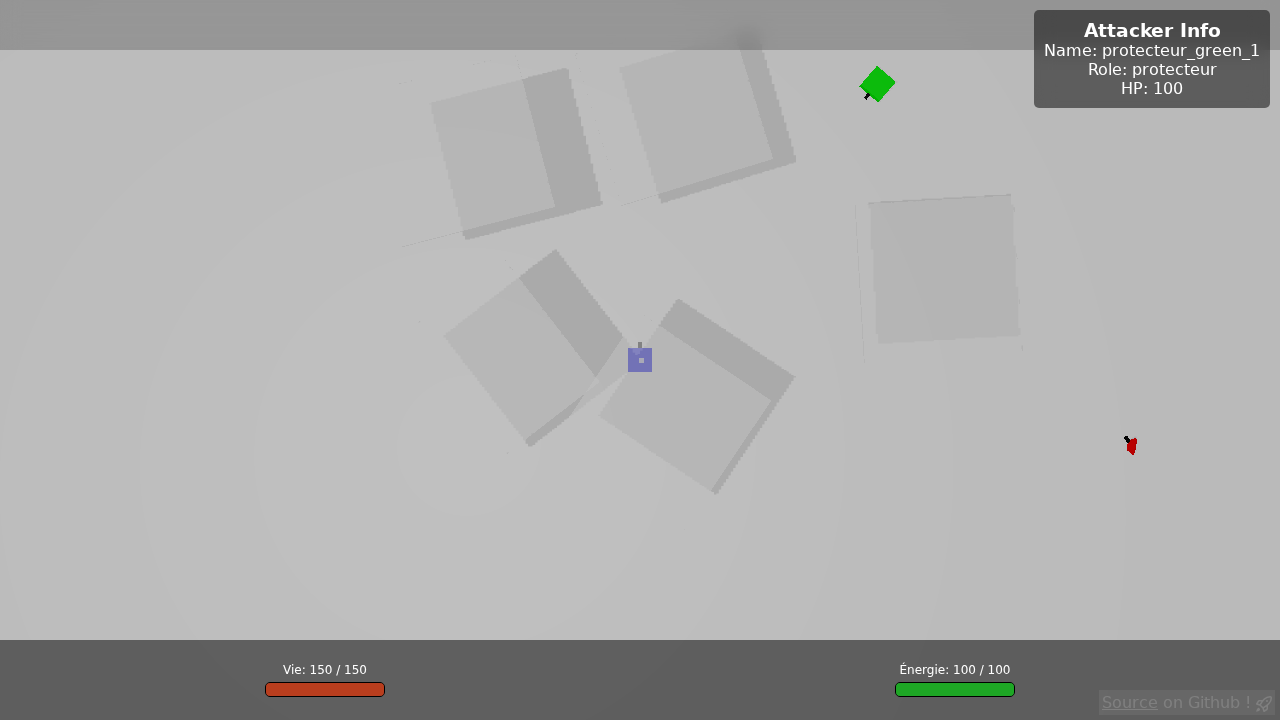 Attacker Info
Name: protecteur_green_1
Role: protecteur
HP: 100
Vie: 150 / 150
Énergie: 100 / 100
Source on Github !